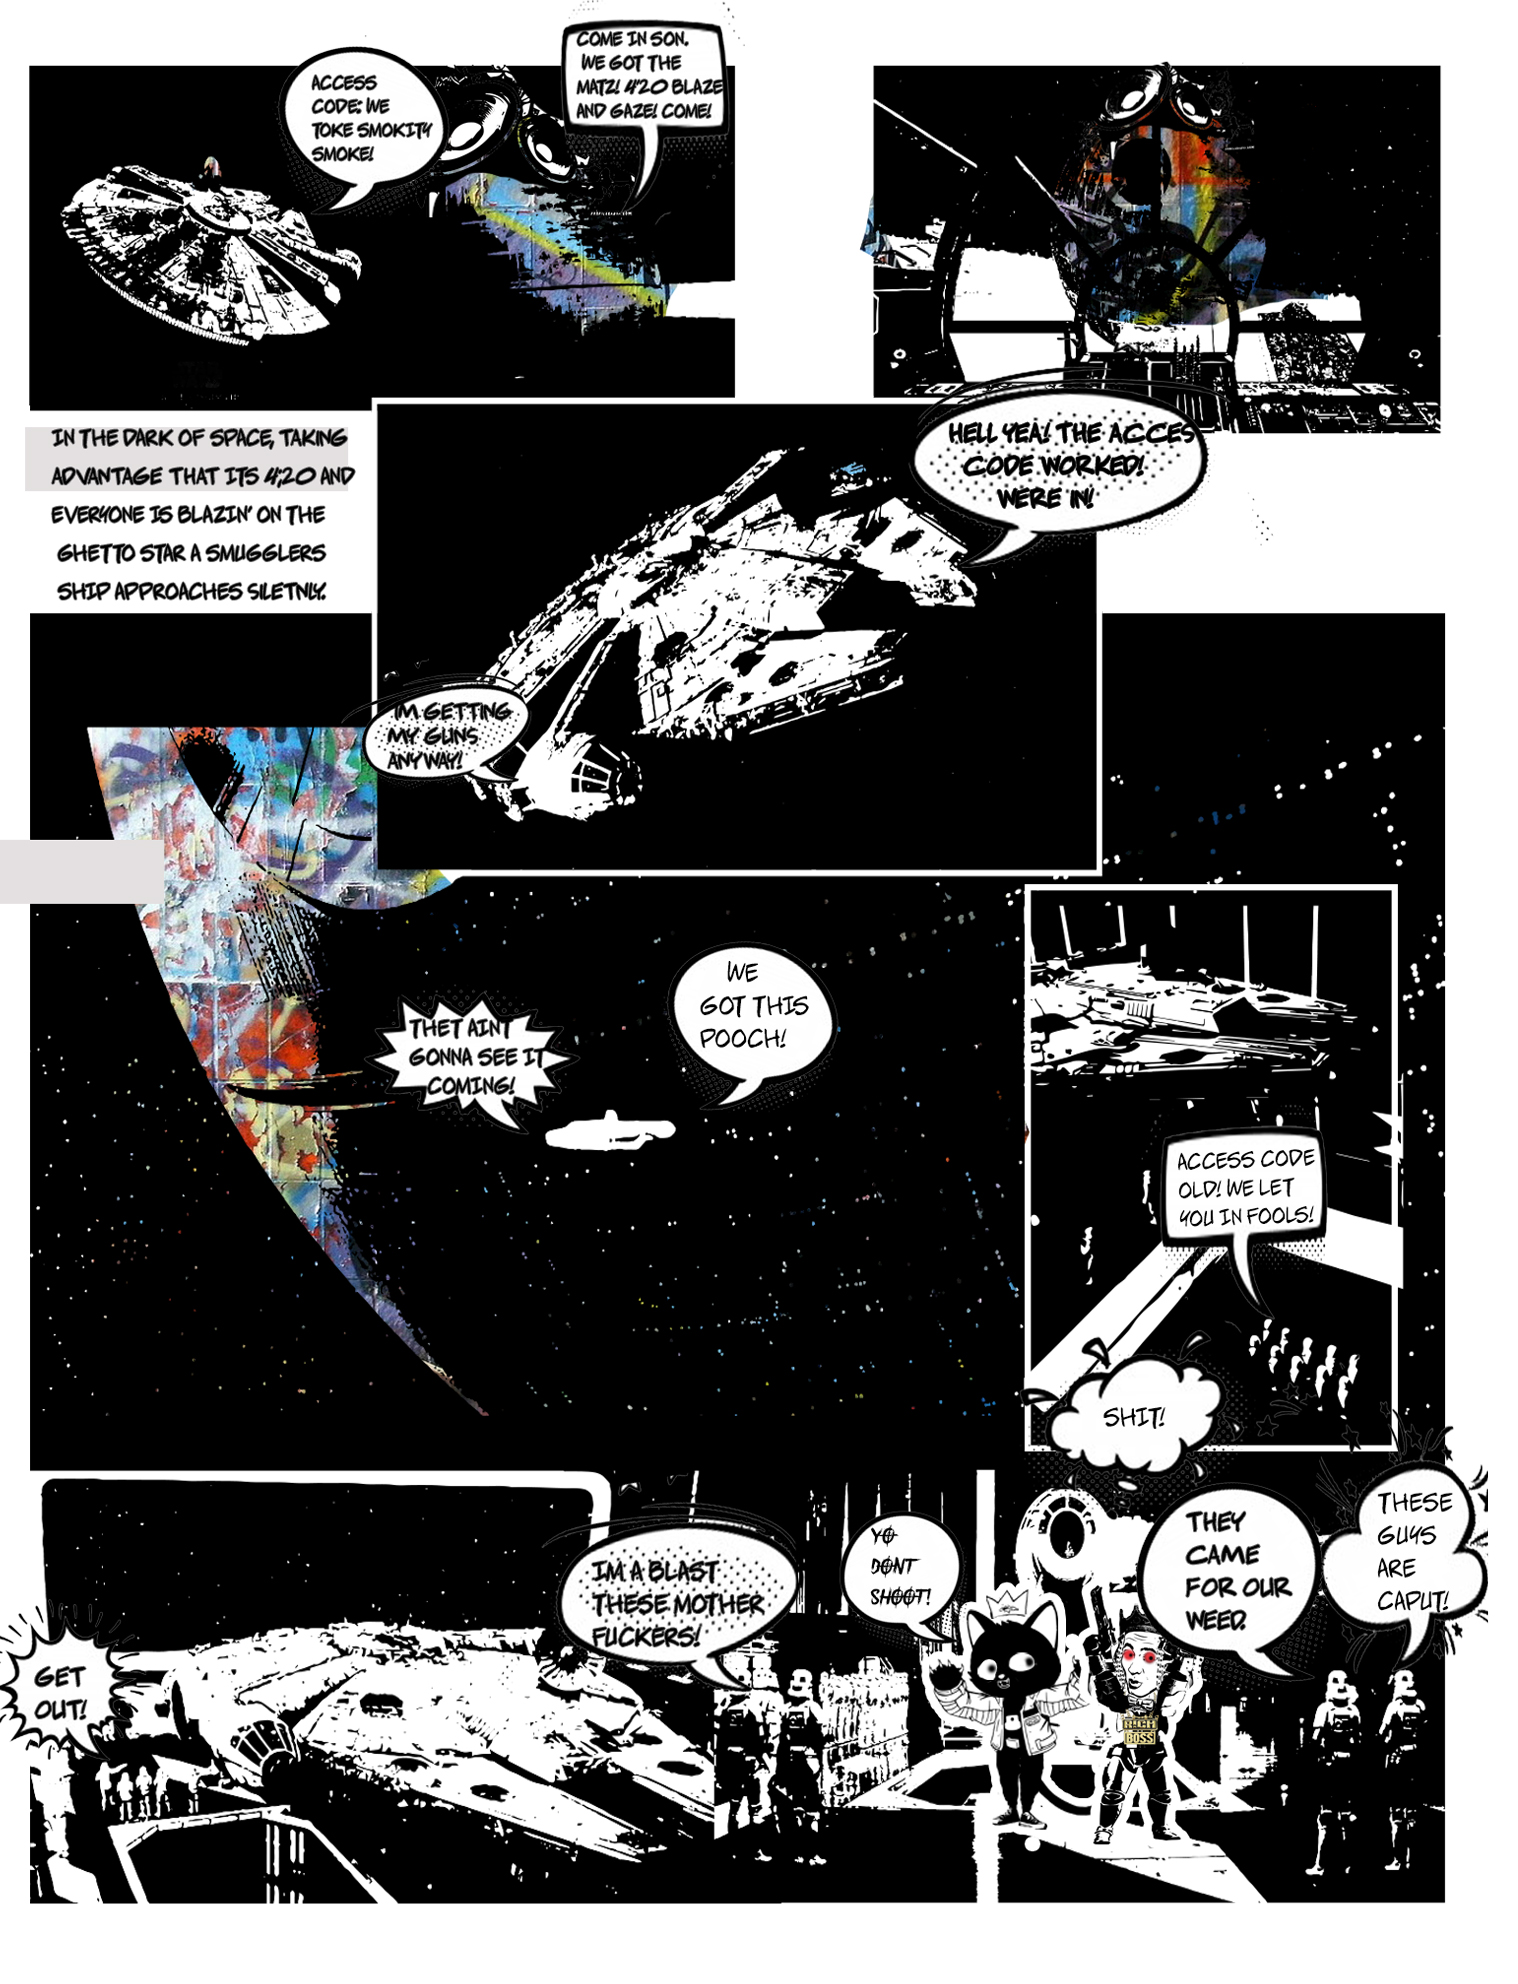 ACCESS
CODE: WE
TOKE SMOKITY
SMOKE!
COME IN SON.
WE GOT THE
MATZ! 4:20 BLAZE
AND GAZE! COME!
IN THE DARK OF SPACE, TAKING
ADVANTAGE THAT ITS 4;20 AND
EVERYONE IS BLAZIN' ON THE
GHETTO STAR A SMUGGLERS
SHIP APPROACHES SILETNLY.
HELL YEA! THE ACCES
CODE WORKED!
WERE IN!
IM GETTING
MY GUNS
ANYWAY!
THET AINT
GONNA SEE IT
COMING!
WE
GOT THIS
POOCH!
ACCESS CODE
OLD! WE LET
YOU IN FOOLS!
SHIT!
GET
OUT!
IM A BLAST
THESE MOTHER
FUCKERS!
YO
DONT
SHOOT!
THEY
CAME
FOR OUR
WEED.
THESE
GUYS
ARE
CAPUT!
R!CH
BOSS